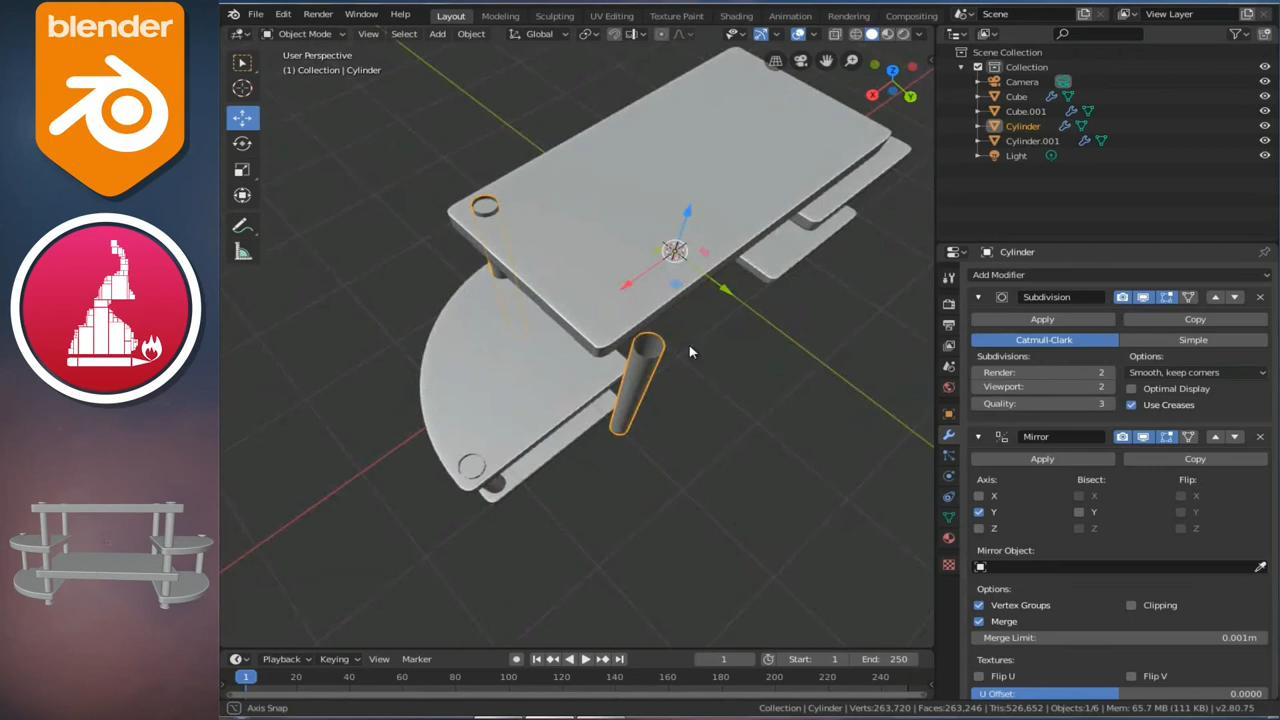 blender
File Edit Render Window Help
Layout Modeling Sculpting UV Editing Texture Paint Shading Animation Rendering Compositing
Scene
View Layer
Object Mode View Select Add Object
Global
User Perspective
(1) Collection | Cylinder
Z
X
Y
Scene Collection
Collection
Camera
Cube
Cube.001
Cylinder
Cylinder.001
Light
Cylinder
Add Modifier
Subdivision
Apply Copy
Catmull-Clark Simple
Subdivisions: Options:
Render: 2 Smooth, keep corners
Viewport: 2 Optimal Display
Quality: 3 Use Creases
Mirror
Apply Copy
Axis: Bisect: Flip:
X X X
Y Y Y
Z Z Z
Mirror Object:
Options:
Vertex Groups Clipping
Merge
Merge Limit: 0.001m
Textures:
Flip U Flip V
U Offset: 0.0000
Playback Keying View Marker
1 Start: 1 End: 250
1 20 40 60 80 100 120 140 160 180 200 220 240
Axis Snap
Collection | Cylinder | Verts:263,720 | Faces:263,246 | Tris:526,652 | Objects:1/6 | Mem: 65.7 MB (111 KB) | v2.80.75